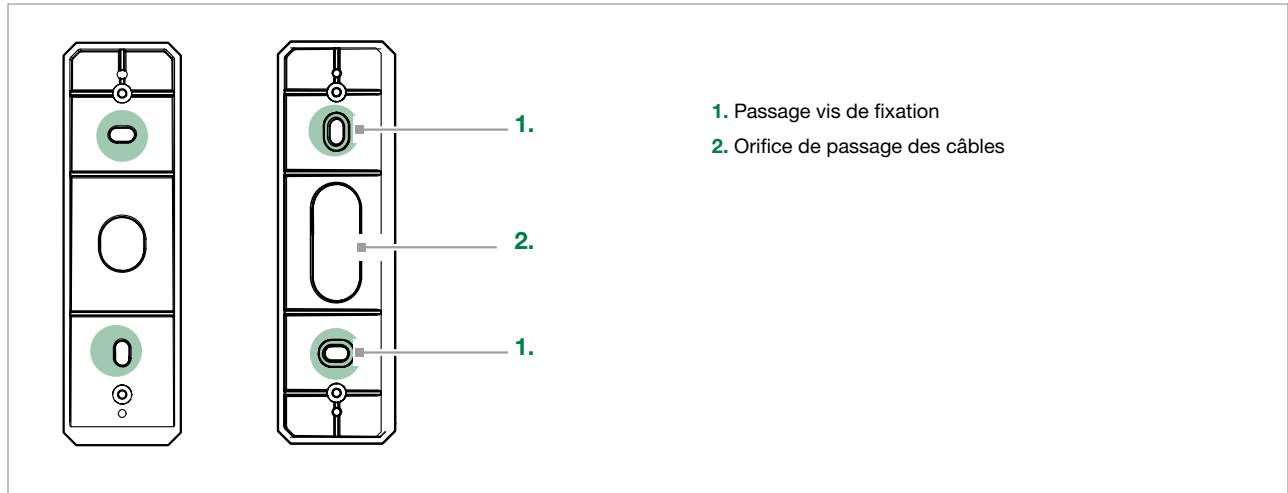 1.
2.
1.
1. Passage vis de fixation
2. Orifice de passage des câbles